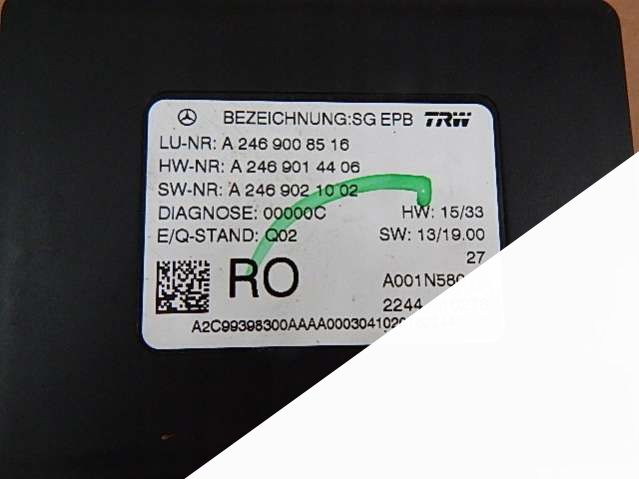 BEZEICHNUNG:SG EPB TRW
LU-NR: A 246 900 85 16
HW-NR: A 246 901 44 06
SW-NR: A 246 902 10 02
DIAGNOSE: 00000C HW: 15/33
E/Q-STAND: Q02 SW: 13/19.00
27
RO
2244